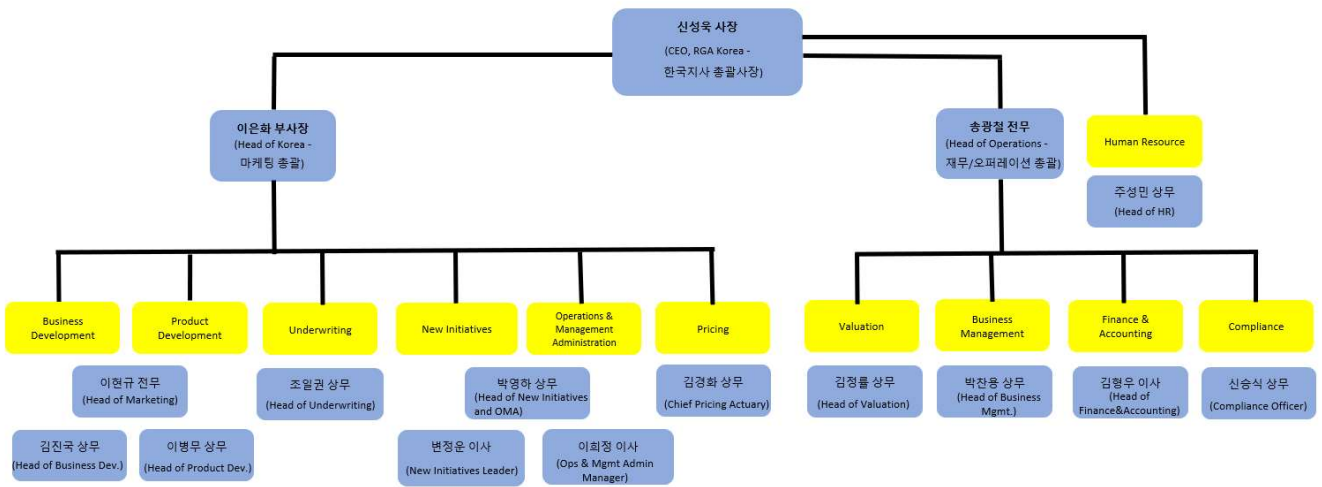 신성욱 사장
(CEO, RGA Korea -
한국지사 총괄사장)
이은화 부사장
(Head of Korea -
마케팅 총괄)
송광철 전무
(Head of Operations -
재무/오퍼레이션 총괄)
Human Resource
주성민 상무
(Head of HR)
Business
Development
Product
Development
Underwriting
New Initiatives
Operations &
Management
Administration
Pricing
Valuation
Business
Management
Finance &
Accounting
Compliance
이현규 전무
(Head of Marketing)
조일권 상무
(Head of Underwriting)
박영하 상무
(Head of New Initiatives
and OMA)
김경화 상무
(Chief Pricing Actuary)
김정률 상무
(Head of Valuation)
박찬용 상무
(Head of Business
Mgmt.)
김형우 이사
(Head of
Finance&Accounting)
신승식 상무
(Compliance Officer)
김진국 상무
(Head of Business Dev.)
이병무 상무
(Head of Product Dev.)
변정운 이사
(New Initiatives Leader)
이희정 이사
(Ops & Mgmt Admin
Manager)